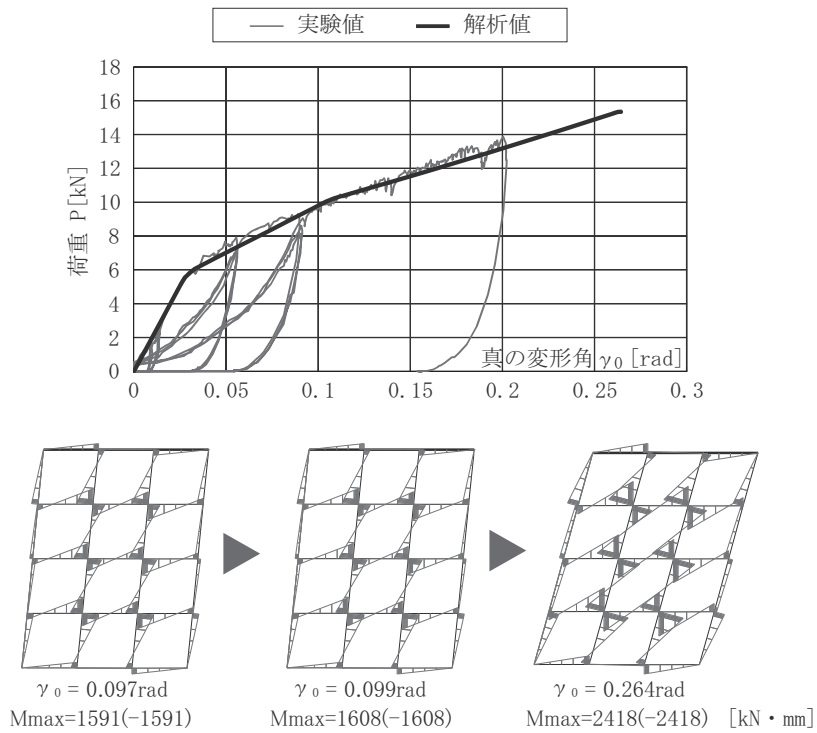 実験値 解析値
18
16
14
12
10
8
6
4
2
0
荷重 P[kN]
真の変形角 γ₀ [rad]
0 0.05 0.1 0.15 0.2 0.25 0.3
γ₀ = 0.097rad γ₀ = 0.099rad γ₀ = 0.264rad
Mmax=1591(-1591) Mmax=1608(-1608) Mmax=2418(-2418) [kN・mm]